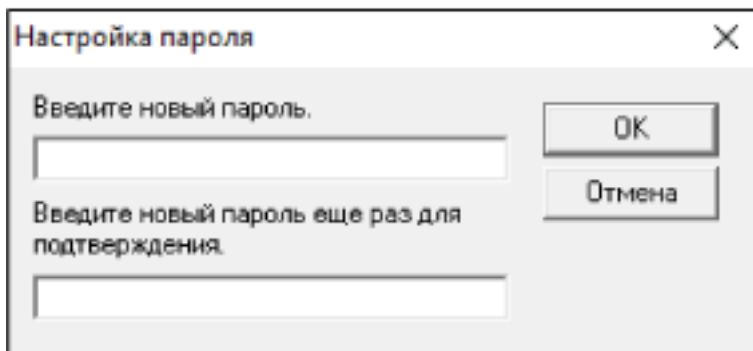 Настройка пароля
Введите новый пароль.
OK
Отмена
Введите новый пароль еще раз для
подтверждения.